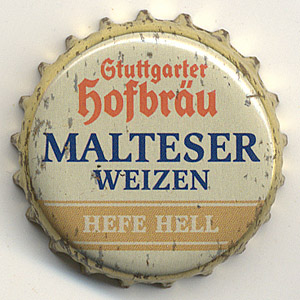 Stuttgarter
Hofbräu
MALTESER
WEIZEN
HEFE HELL